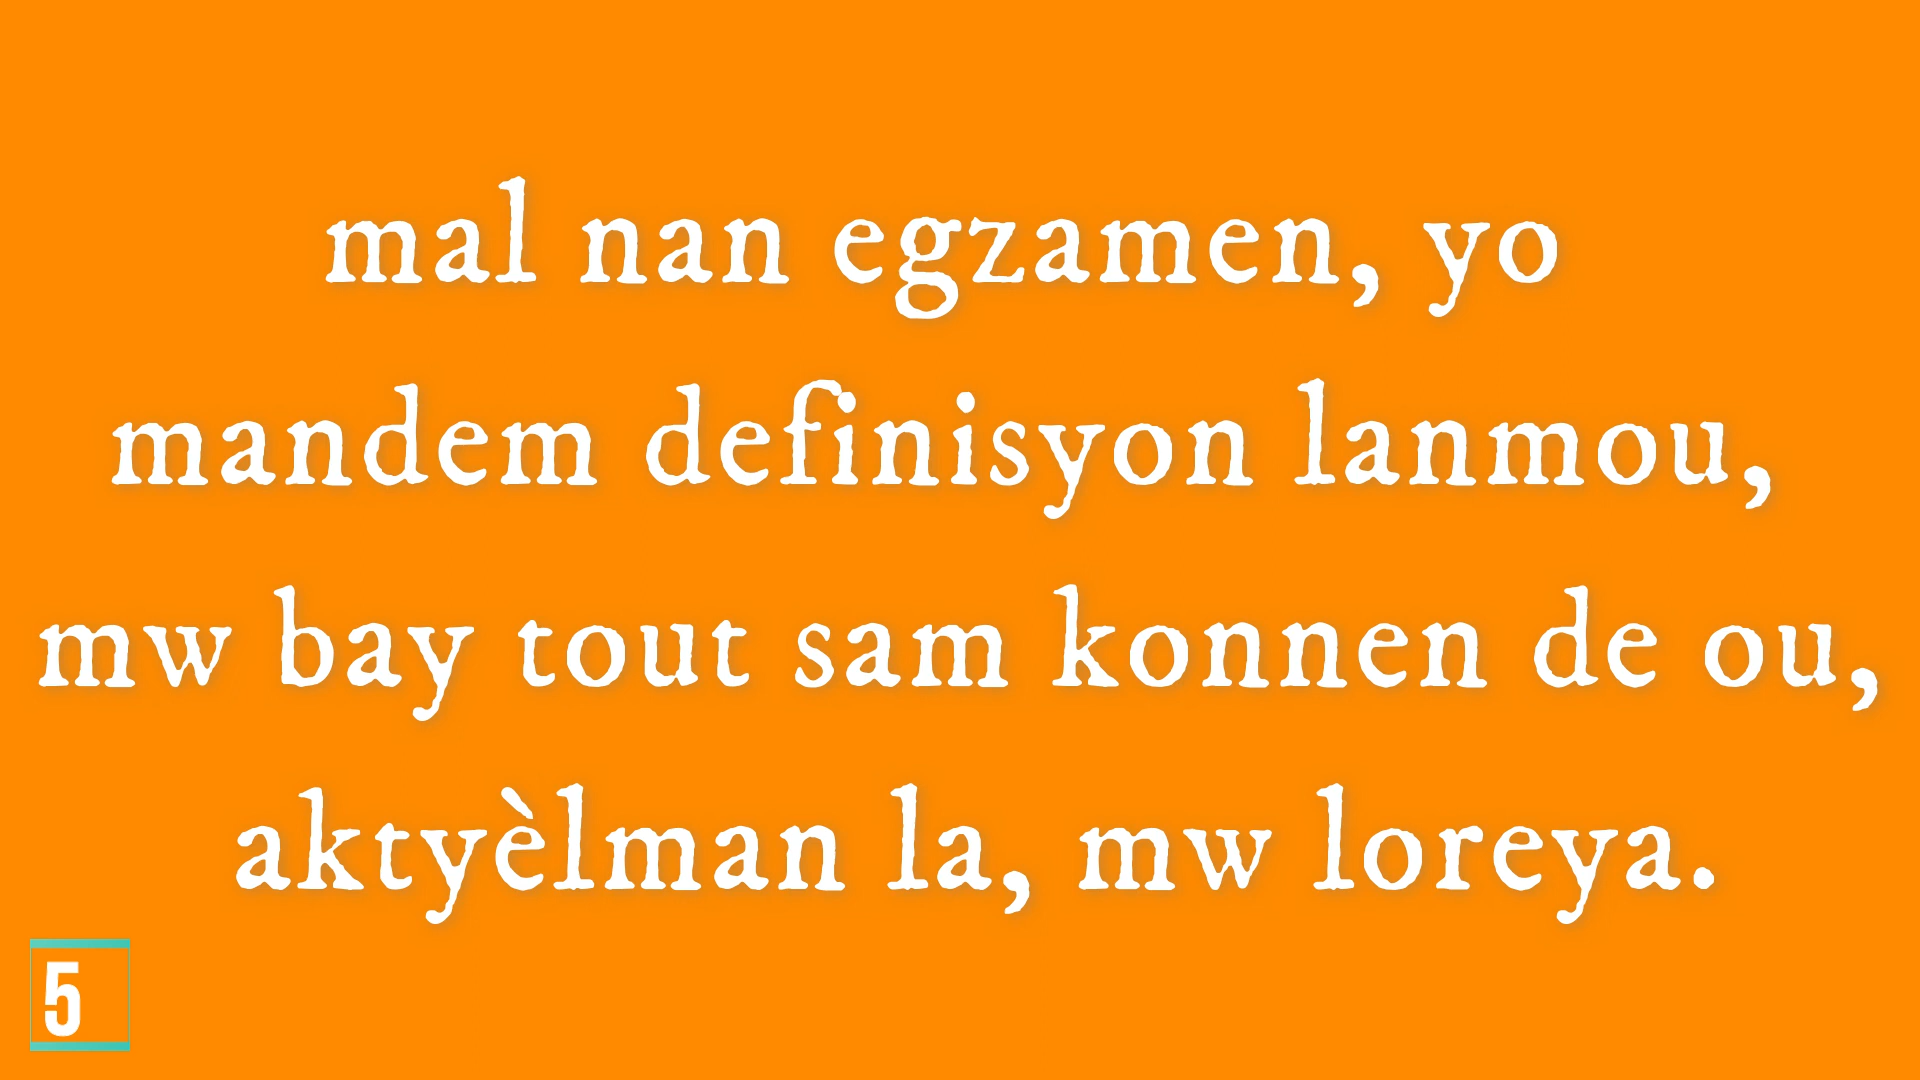 mal nan egzamen, yo
mandem definisyon lanmou,
mw bay tout sam konnen de ou,
aktyèlman la, mw loreya.
5